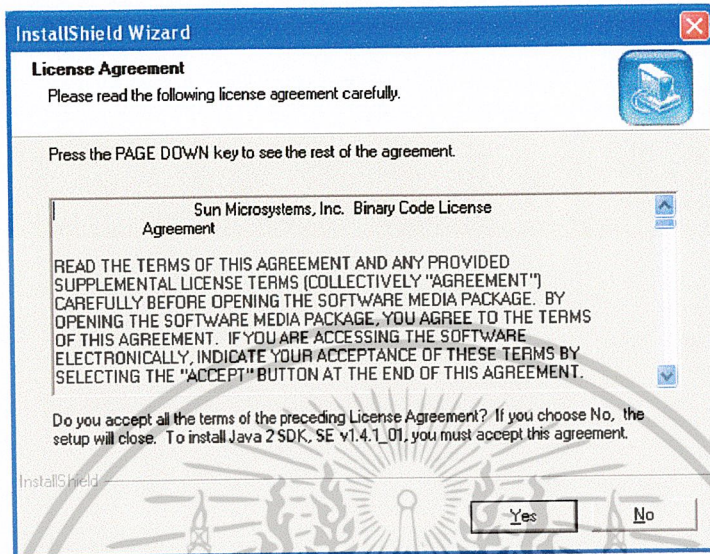 InstallShield Wizard
License Agreement
Please read the following license agreement carefully.
Press the PAGE DOWN key to see the rest of the agreement.
Sun Microsystems, Inc. Binary Code License
Agreement
READ THE TERMS OF THIS AGREEMENT AND ANY PROVIDED
SUPPLEMENTAL LICENSE TERMS (COLLECTIVELY "AGREEMENT")
CAREFULLY BEFORE OPENING THE SOFTWARE MEDIA PACKAGE. BY
OPENING THE SOFTWARE MEDIA PACKAGE, YOU AGREE TO THE TERMS
OF THIS AGREEMENT. IF YOU ARE ACCESSING THE SOFTWARE
ELECTRONICALLY, INDICATE YOUR ACCEPTANCE OF THESE TERMS BY
SELECTING THE "ACCEPT" BUTTON AT THE END OF THIS AGREEMENT.
Do you accept all the terms of the preceding License Agreement? If you choose No, the
setup will close. To install Java 2 SDK, SE v1.4.1_01, you must accept this agreement.
InstallShield
Yes No